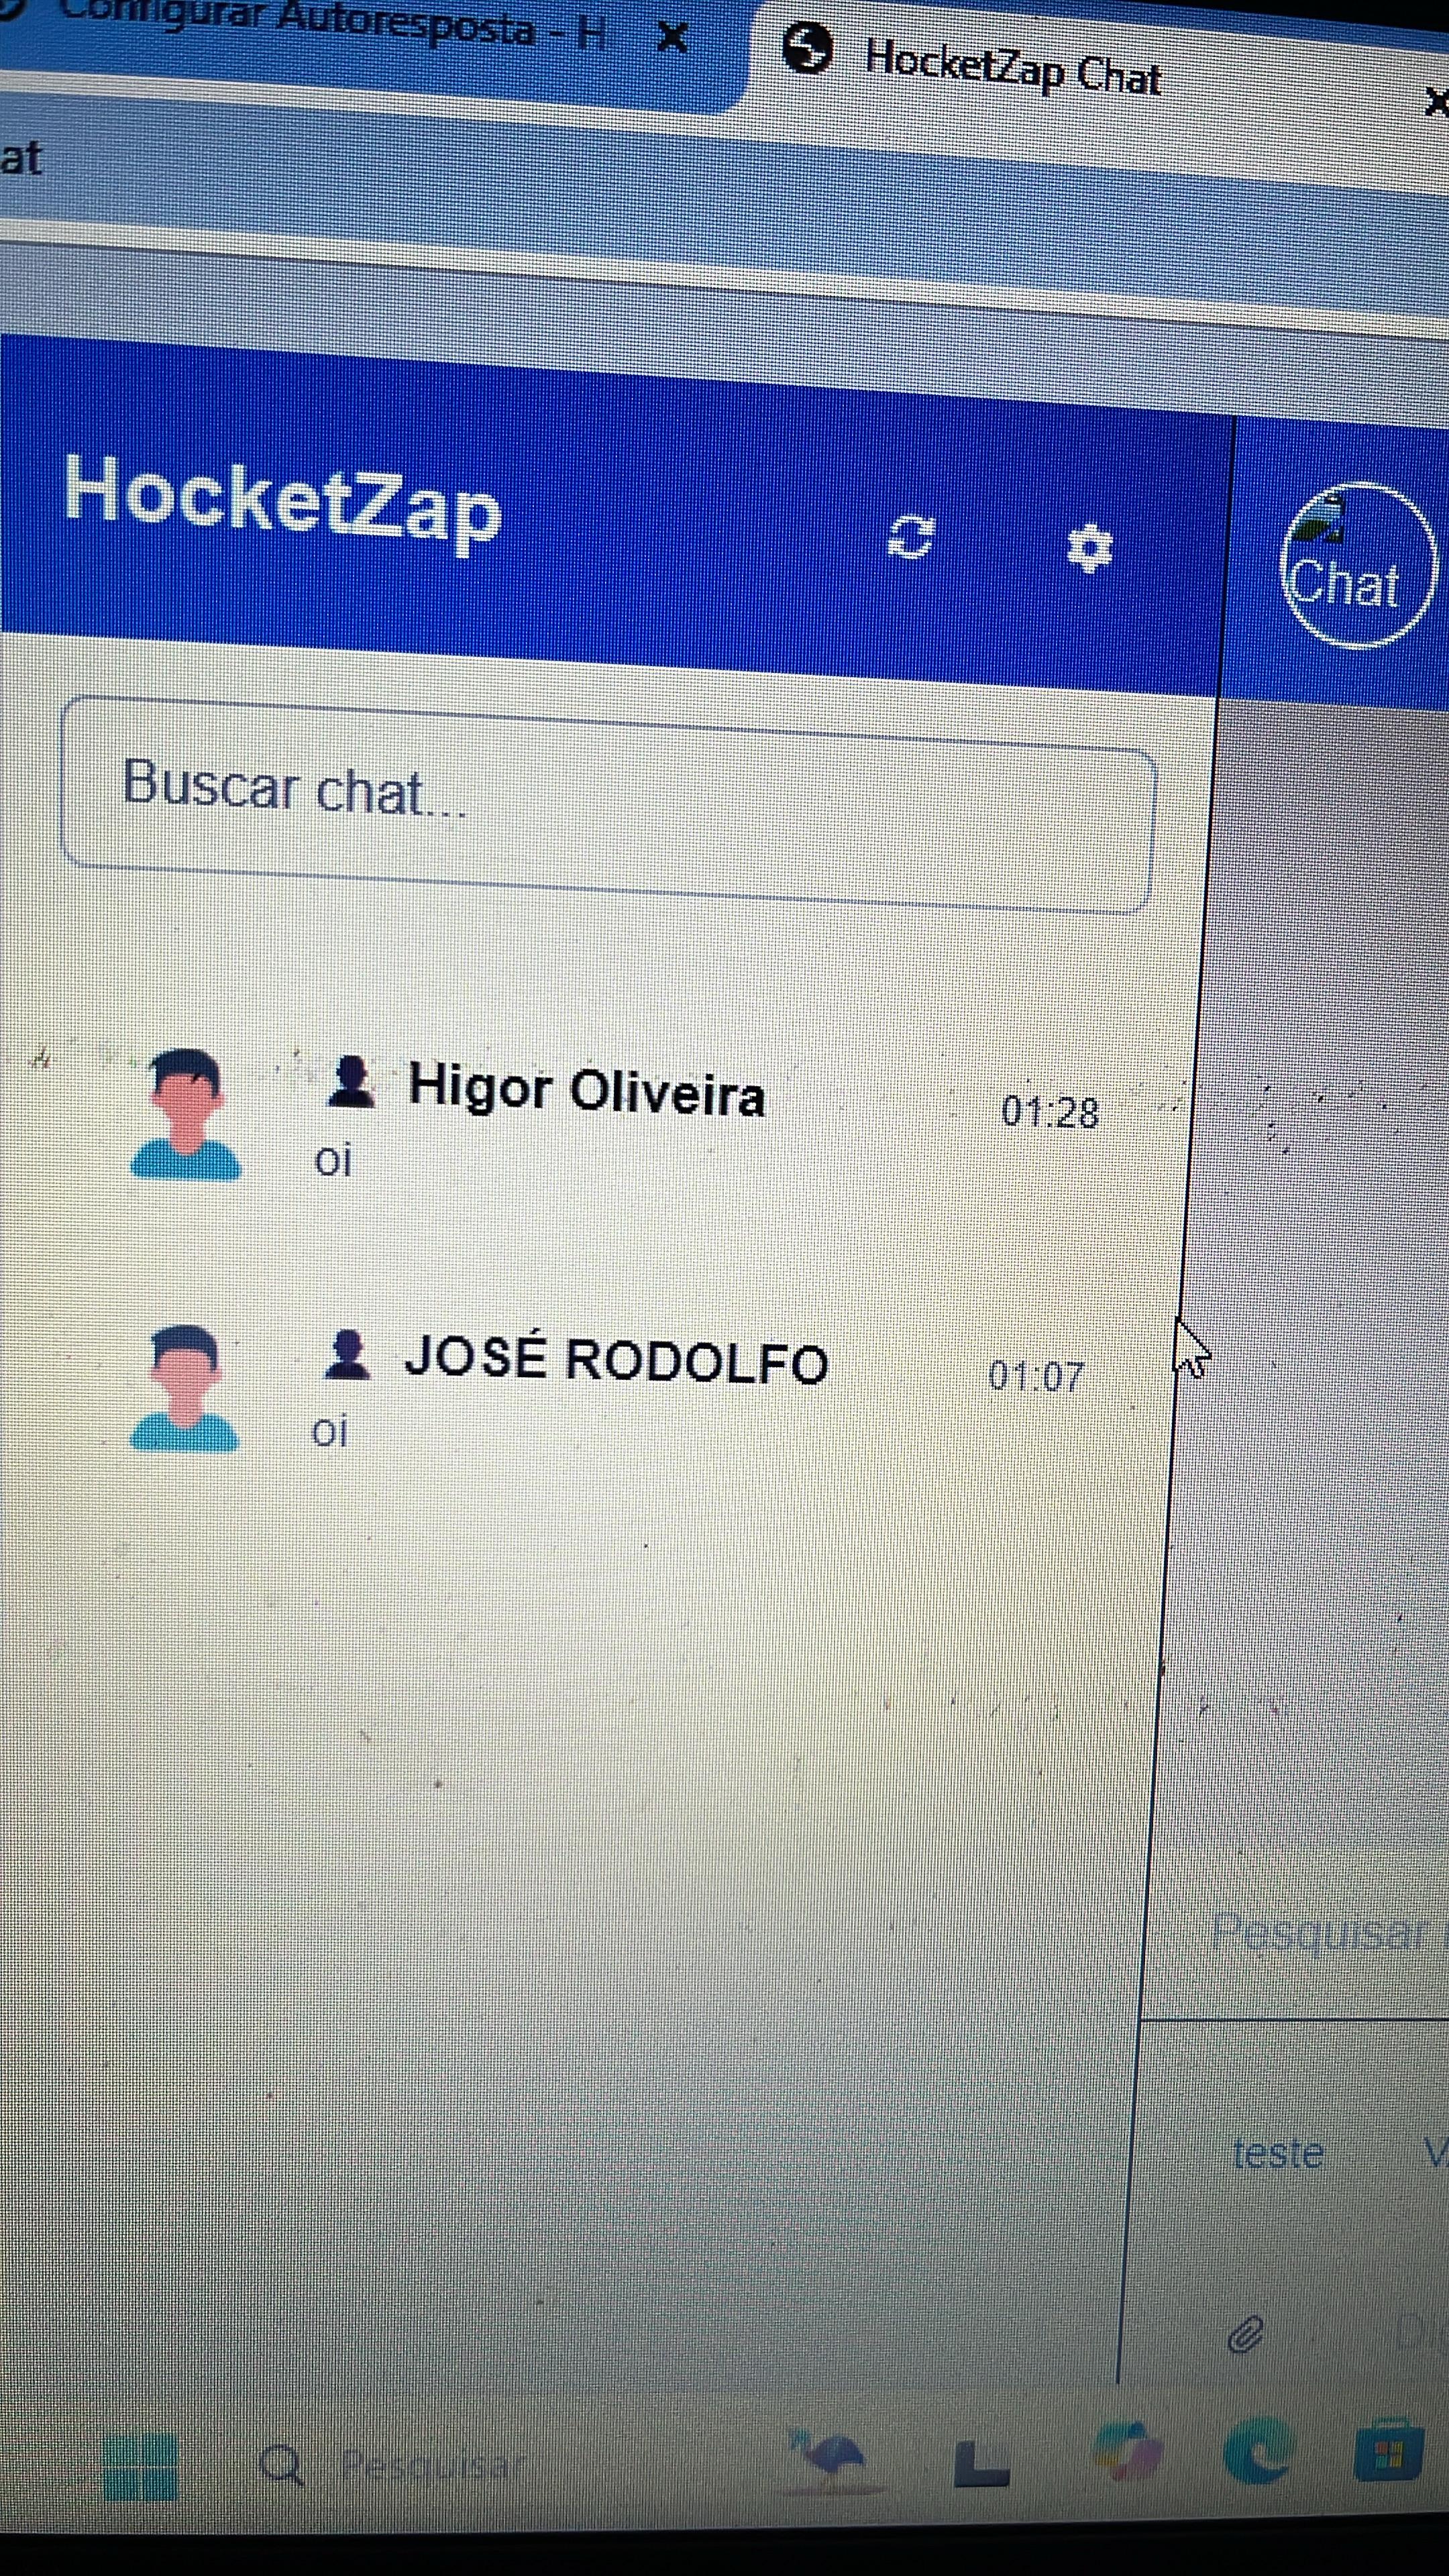 Configurar Autoresposta - H
HocketZap Chat
at
HocketZap
Chat
Buscar chat...
Higor Oliveira
01:28
oi
JOSÉ RODOLFO
01:07
oi
Pesquisar
teste
Pesquisar